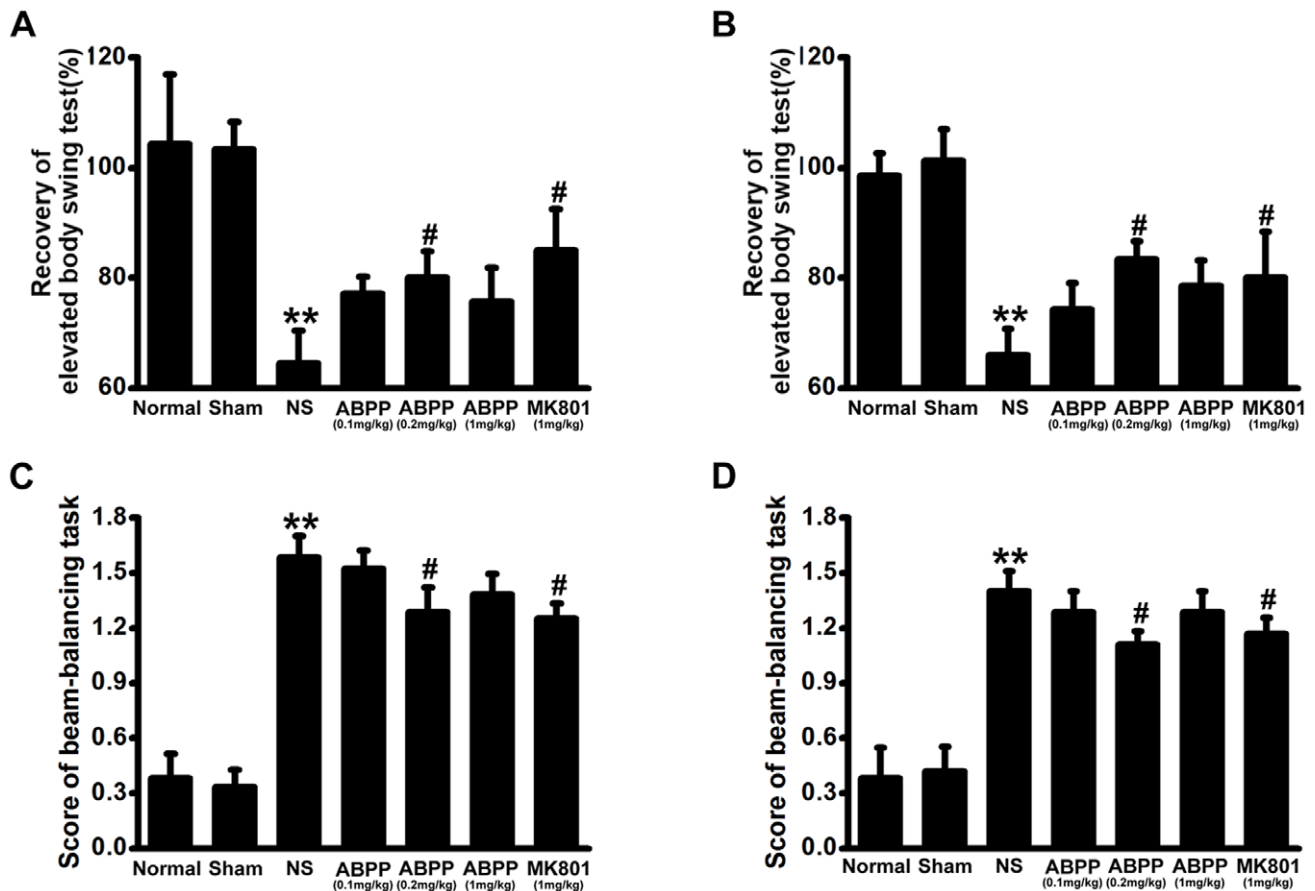 A
Recovery of
elevated body swing test(%)
120
100
80
60
**
#
#
Normal Sham NS ABPP ABPP ABPP MK801
(0.1mg/kg) (0.2mg/kg) (1mg/kg) (1mg/kg)
B
Recovery of
elevated body swing test(%)
120
100
80
60
**
#
#
Normal Sham NS ABPP ABPP ABPP MK801
(0.1mg/kg) (0.2mg/kg) (1mg/kg) (1mg/kg)
C
Score of beam-balancing task
1.8
1.5
1.2
0.9
0.6
0.3
0.0
**
#
#
Normal Sham NS ABPP ABPP ABPP MK801
(0.1mg/kg) (0.2mg/kg) (1mg/kg) (1mg/kg)
D
Score of beam-balancing task
1.8
1.5
1.2
0.9
0.6
0.3
0.0
**
#
#
Normal Sham NS ABPP ABPP ABPP MK801
(0.1mg/kg) (0.2mg/kg) (1mg/kg) (1mg/kg)